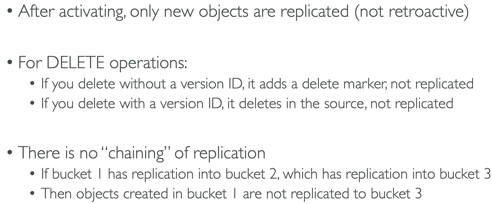 • After activating, only new objects are replicated (not retroactive)
• For DELETE operations:
• If you delete without a version ID, it adds a delete marker, not replicated
• If you delete with a version ID, it deletes in the source, not replicated
• There is no “chaining” of replication
• If bucket 1 has replication into bucket 2, which has replication into bucket 3
• Then objects created in bucket 1 are not replicated to bucket 3